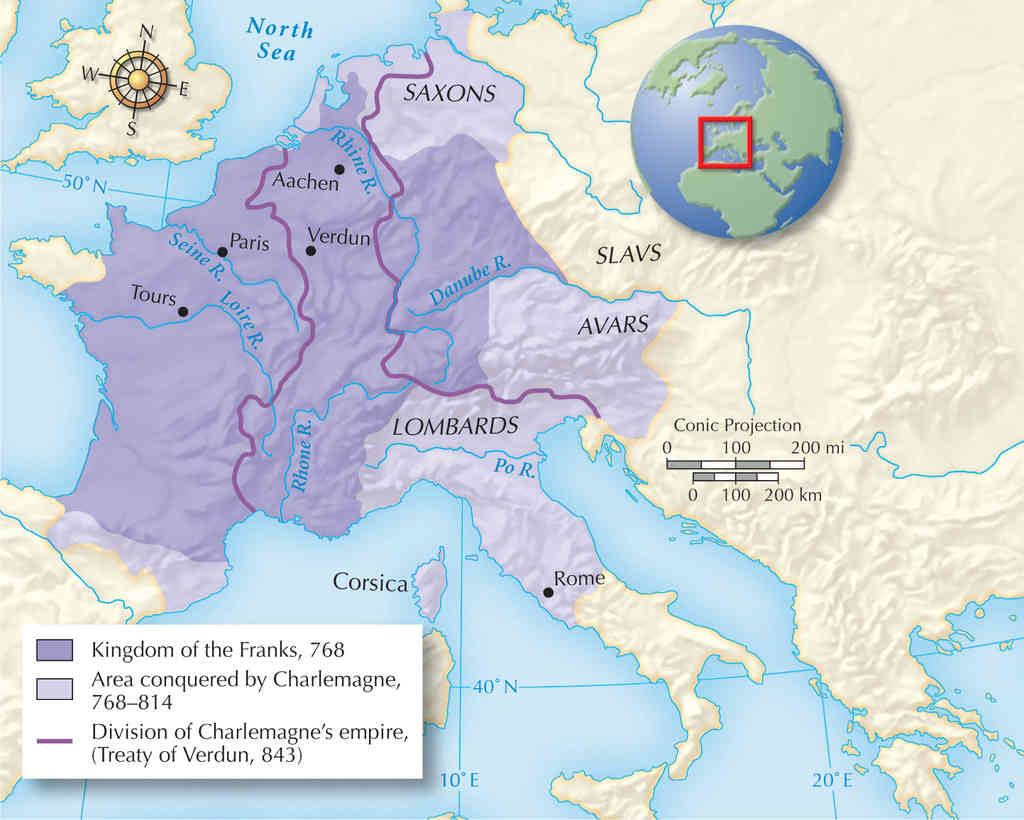 North
Sea
N
W
E
S
SAXONS
Rhine R.
50°N
Aachen
Paris
Verdun
Seine R.
SLAVS
Danube R.
Tours
Loire R.
AVARS
LOMBARDS
Conic Projection
0 100 200 mi
0 100 200 km
Rhone R.
Po R.
Corsica
Rome
Kingdom of the Franks, 768
Area conquered by Charlemagne,
768–814
Division of Charlemagne's empire,
(Treaty of Verdun, 843)
40°N
10°E
20°E